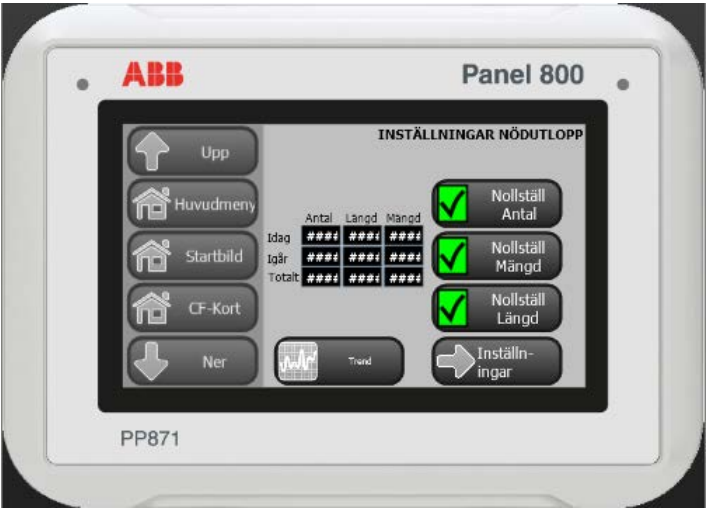 ABB
Panel 800
INSTÄLLNINGAR NÖDUTLOPP
Upp
Huvudmeny
Startbild
CF-Kort
Ner
Antal Längd Mängd
Idag #### #### ####
Igår #### #### ####
Totalt #### #### ####
Nollställ
Antal
Nollställ
Mängd
Nollställ
Längd
Trend
Inställn-
ingar
PP871